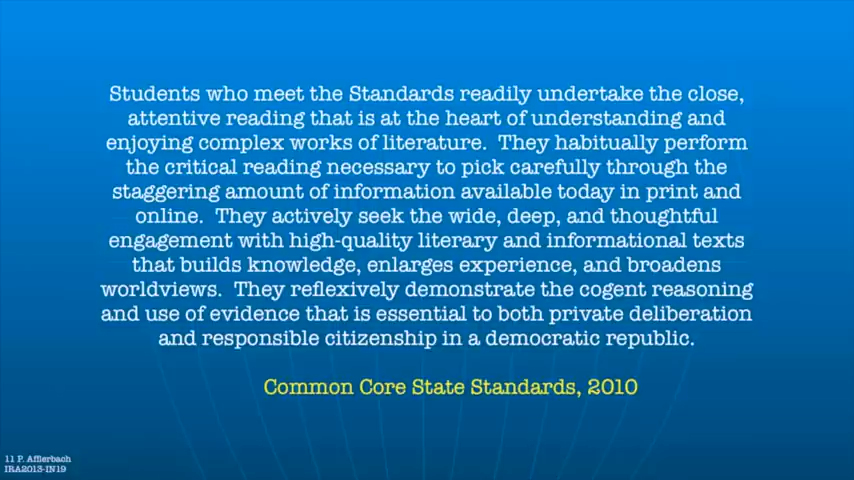 Students who meet the Standards readily undertake the close,
attentive reading that is at the heart of understanding and
enjoying complex works of literature. They habitually perform
the critical reading necessary to pick carefully through the
staggering amount of information available today in print and
online. They actively seek the wide, deep, and thoughtful
engagement with high-quality literary and informational texts
that builds knowledge, enlarges experience, and broadens
worldviews. They reflexively demonstrate the cogent reasoning
and use of evidence that is essential to both private deliberation
and responsible citizenship in a democratic republic.
Common Core State Standards, 2010
11 P. Afflerbach
IRA2013-IN19